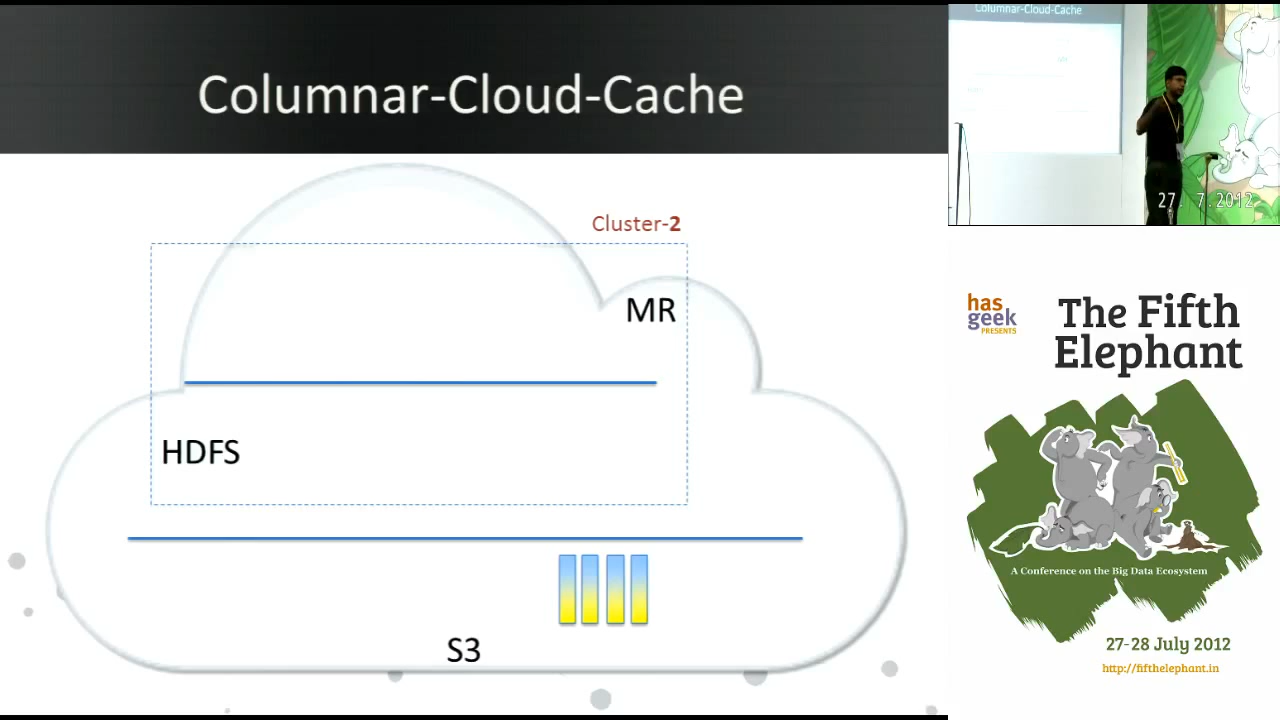 Columnar-Cloud-Cache
Cluster-2
MR
HDFS
S3
Columnar-Cloud-Cache
27. 7.2012
has
geek
PRESENTS
The Fifth
Elephant
A Conference on the Big Data Ecosystem
27-28 July 2012
http://fifthelephant.in